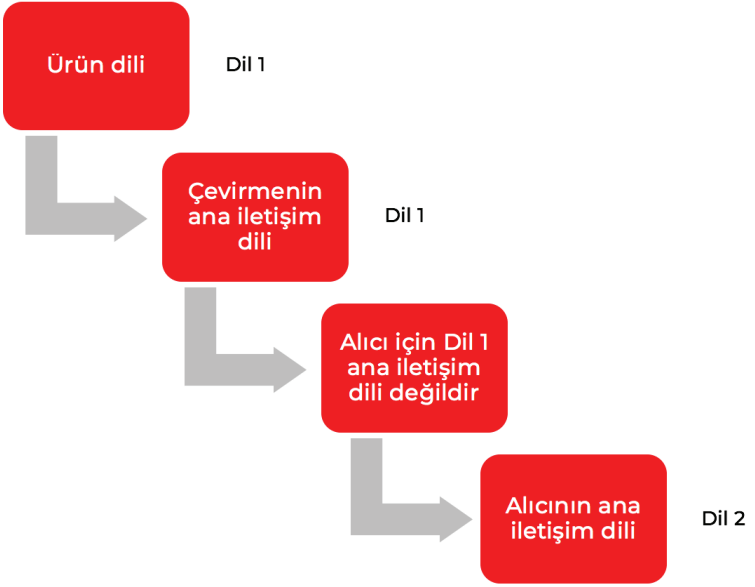 Ürün dili
Dil 1
Çevirmenin
ana iletişim
dili
Dil 1
Alıcı için Dil 1
ana iletişim
dili değildir
Alıcının ana
iletişim dili
Dil 2